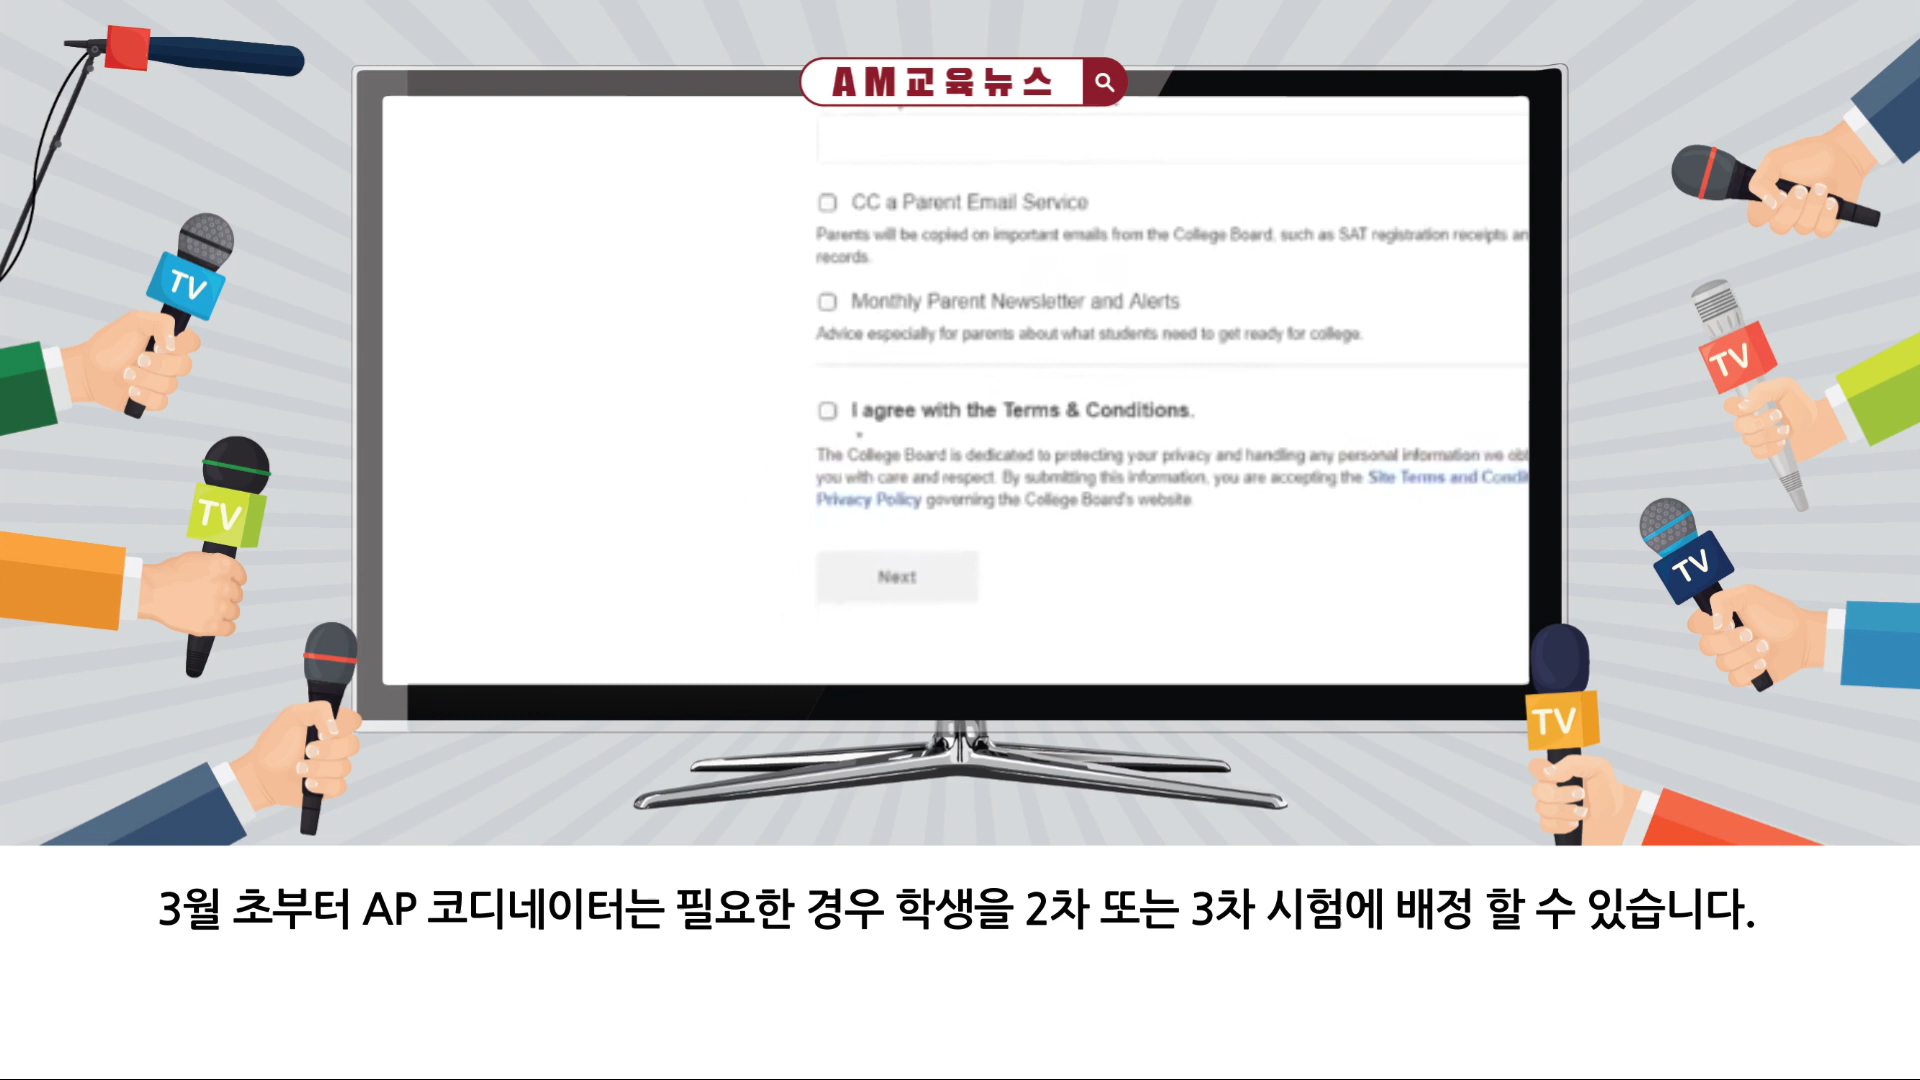 AM교육뉴스
CC a Parent Email Service
Parents will be copied on important emails from the College Board, such as SAT registration receipts an
records.
Monthly Parent Newsletter and Alerts
Advice especially for parents about what students need to get ready for college.
I agree with the Terms & Conditions.
*
The College Board is dedicated to protecting your privacy and handling any personal information we obt
you with care and respect. By submitting this information, you are accepting the Site Terms and Condi
Privacy Policy governing the College Board's website.
Next
TV
TV
TV
TV
TV
3월 초부터 AP 코디네이터는 필요한 경우 학생을 2차 또는 3차 시험에 배정 할 수 있습니다.